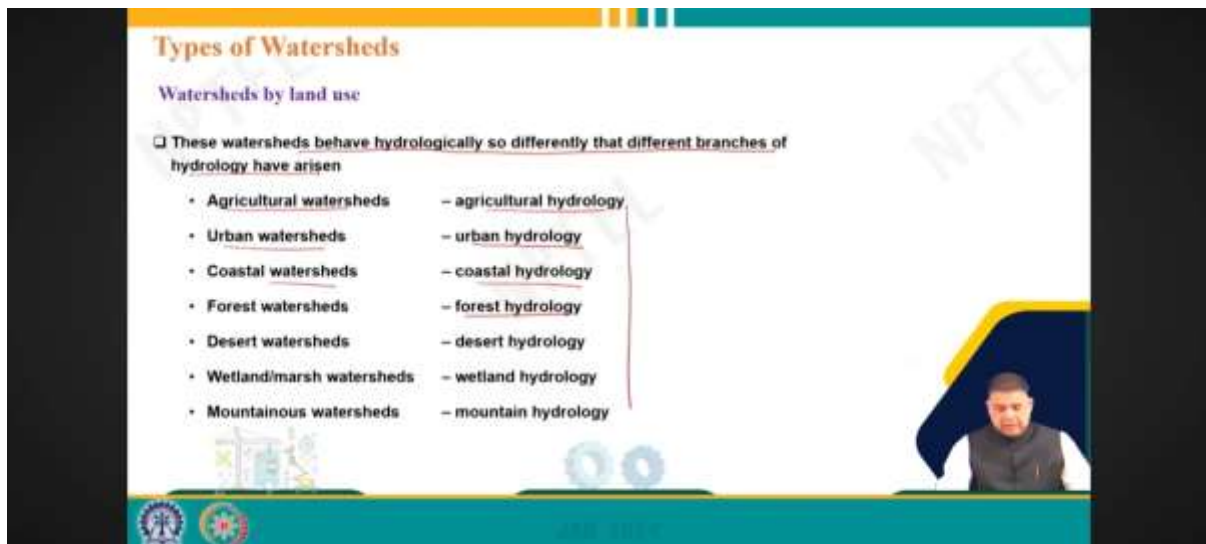 Types of Watersheds
Watersheds by land use
❑ These watersheds behave hydrologically so differently that different branches of
hydrology have arisen
• Agricultural watersheds – agricultural hydrology
• Urban watersheds – urban hydrology
• Coastal watersheds – coastal hydrology
• Forest watersheds – forest hydrology
• Desert watersheds – desert hydrology
• Wetland/marsh watersheds – wetland hydrology
• Mountainous watersheds – mountain hydrology
NPTEL
NPTEL
NPTEL